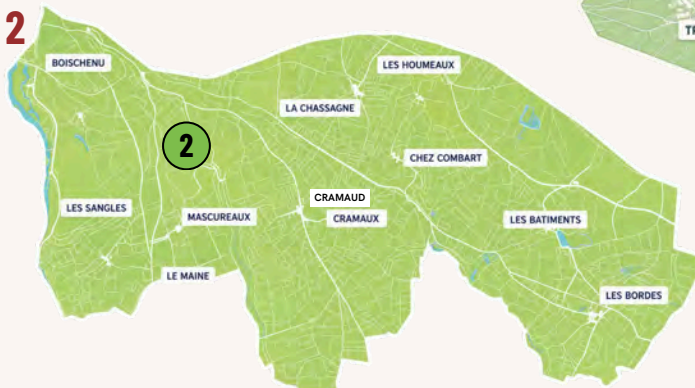 2
TR
BOISCHENU
LES HOUMEAUX
LA CHASSAGNE
2
CHEZ COMBART
CRAMAUD
LES SANGLES
MASCUREAUX
CRAMAUX
LES BATIMENTS
LE MAINE
LES BORDES